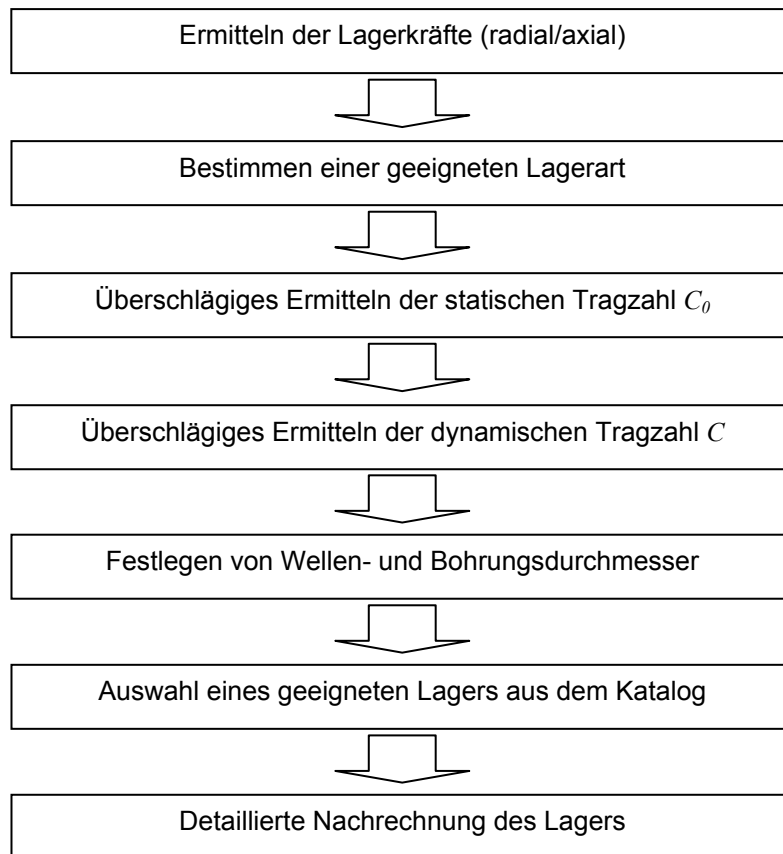 Ermitteln der Lagerkräfte (radial/axial)
Bestimmen einer geeigneten Lagerart
Überschlägiges Ermitteln der statischen Tragzahl C₀
Überschlägiges Ermitteln der dynamischen Tragzahl C
Festlegen von Wellen- und Bohrungsdurchmesser
Auswahl eines geeigneten Lagers aus dem Katalog
Detaillierte Nachrechnung des Lagers